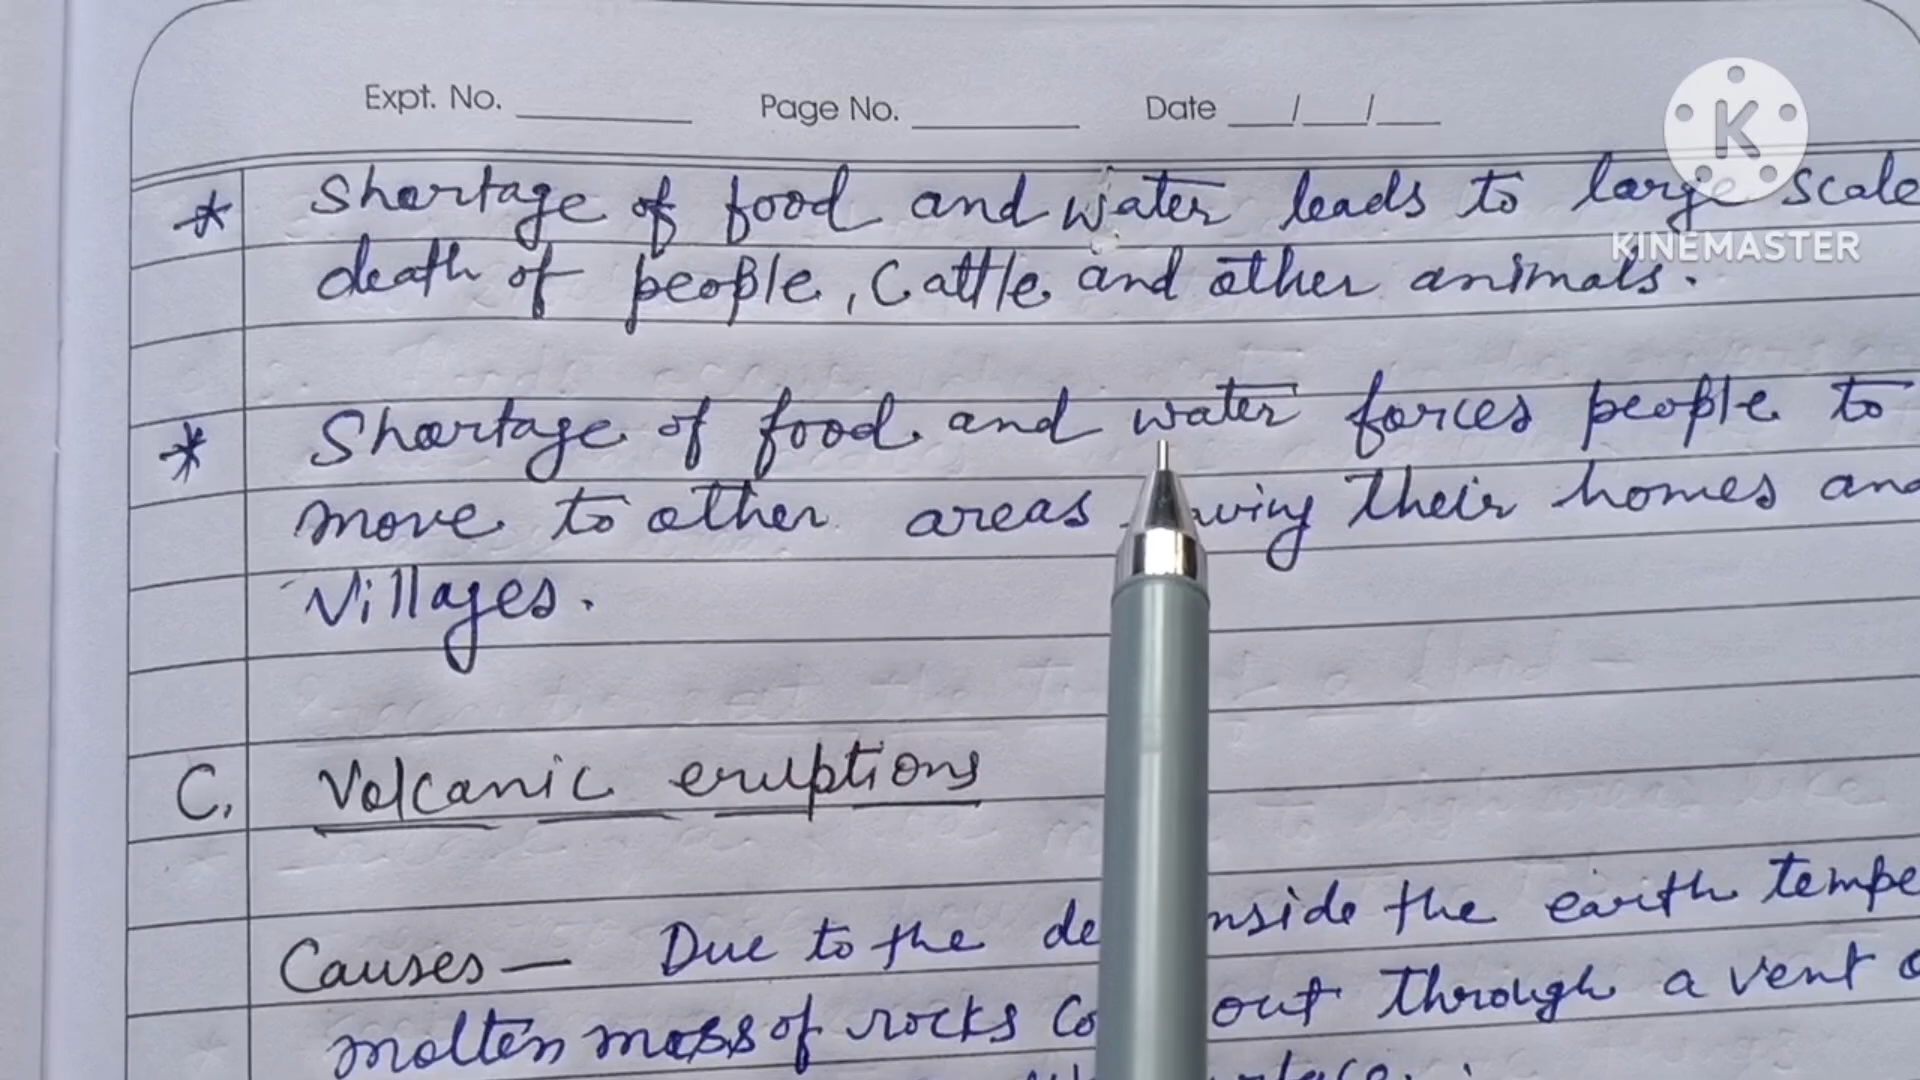 Expt. No. Page No. Date / /
K
KINEMASTER
* Shortage of food and water leads to large scale
death of people, Cattle and other animals.
* Shortage of food and water forces people to
move to other areas their homes and
Villages.
C. Volcanic eruptions
Causes — Due to the inside the earth
molten mass of rocks out through a vent